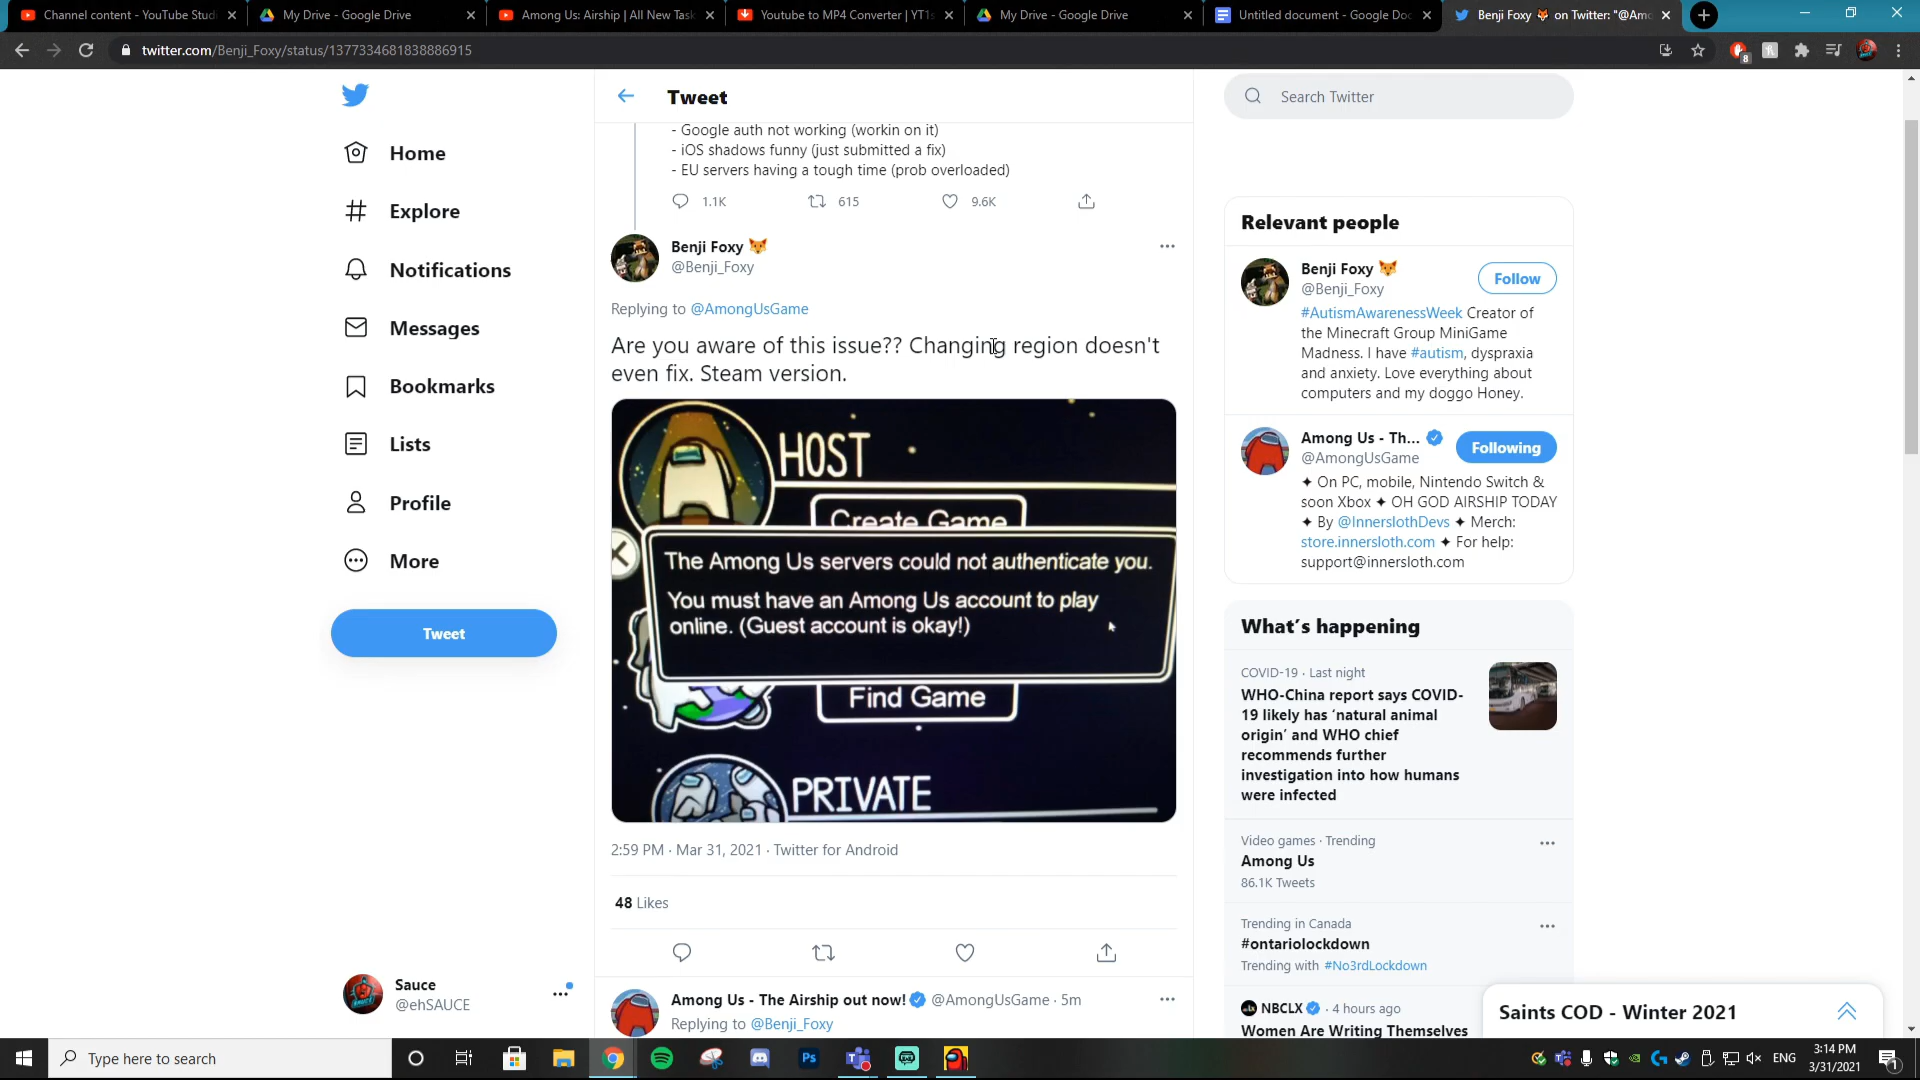 Channel content - YouTube Studi
My Drive - Google Drive
Among Us: Airship | All New Task
Youtube to MP4 Converter | YT1s
My Drive - Google Drive
Untitled document - Google Doc
Benji Foxy 🦊 on Twitter: "@Amo
twitter.com/Benji_Foxy/status/1377334681838886915
8
Home
Explore
Notifications
Messages
Bookmarks
Lists
Profile
More
Tweet
Sauce
@ehSAUCE
Tweet
- Google auth not working (workin on it)
- iOS shadows funny (just submitted a fix)
- EU servers having a tough time (prob overloaded)
1.1K 615 9.6K
Benji Foxy 🦊
@Benji_Foxy
Replying to @AmongUsGame
Are you aware of this issue?? Changing region doesn't
even fix. Steam version.
HOST
Create Game
The Among Us servers could not authenticate you.
You must have an Among Us account to play
online. (Guest account is okay!)
Find Game
PRIVATE
2:59 PM · Mar 31, 2021 · Twitter for Android
48 Likes
Among Us - The Airship out now! @AmongUsGame · 5m
Replying to @Benji_Foxy
Search Twitter
Relevant people
Benji Foxy 🦊
@Benji_Foxy
Follow
#AutismAwarenessWeek Creator of
the Minecraft Group MiniGame
Madness. I have #autism, dyspraxia
and anxiety. Love everything about
computers and my doggo Honey.
Among Us - Th...
@AmongUsGame
Following
✦ On PC, mobile, Nintendo Switch &
soon Xbox ✦ OH GOD AIRSHIP TODAY
✦ By @InnerslothDevs ✦ Merch:
store.innersloth.com ✦ For help:
support@innersloth.com
What's happening
COVID-19 · Last night
WHO-China report says COVID-
19 likely has 'natural animal
origin' and WHO chief
recommends further
investigation into how humans
were infected
Video games · Trending
Among Us
86.1K Tweets
Trending in Canada
#ontariolockdown
Trending with #No3rdLockdown
NBCLX · 4 hours ago
Women Are Writing Themselves
Saints COD - Winter 2021
Type here to search
Ps
ENG
3:14 PM
3/31/2021
1